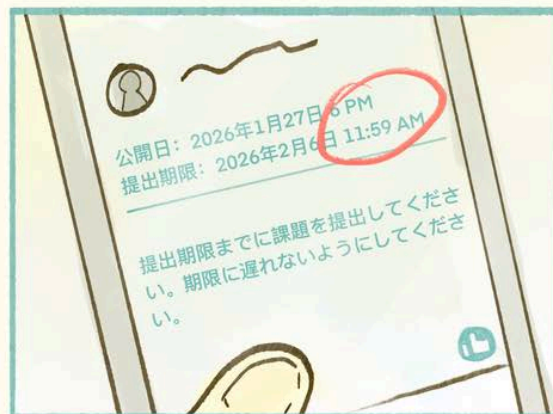 公開日: 2026年1月27日 6 PM
提出期限: 2026年2月6日 11:59 AM
提出期限までに課題を提出してくださ
い。期限に遅れないようにしてくださ
い。